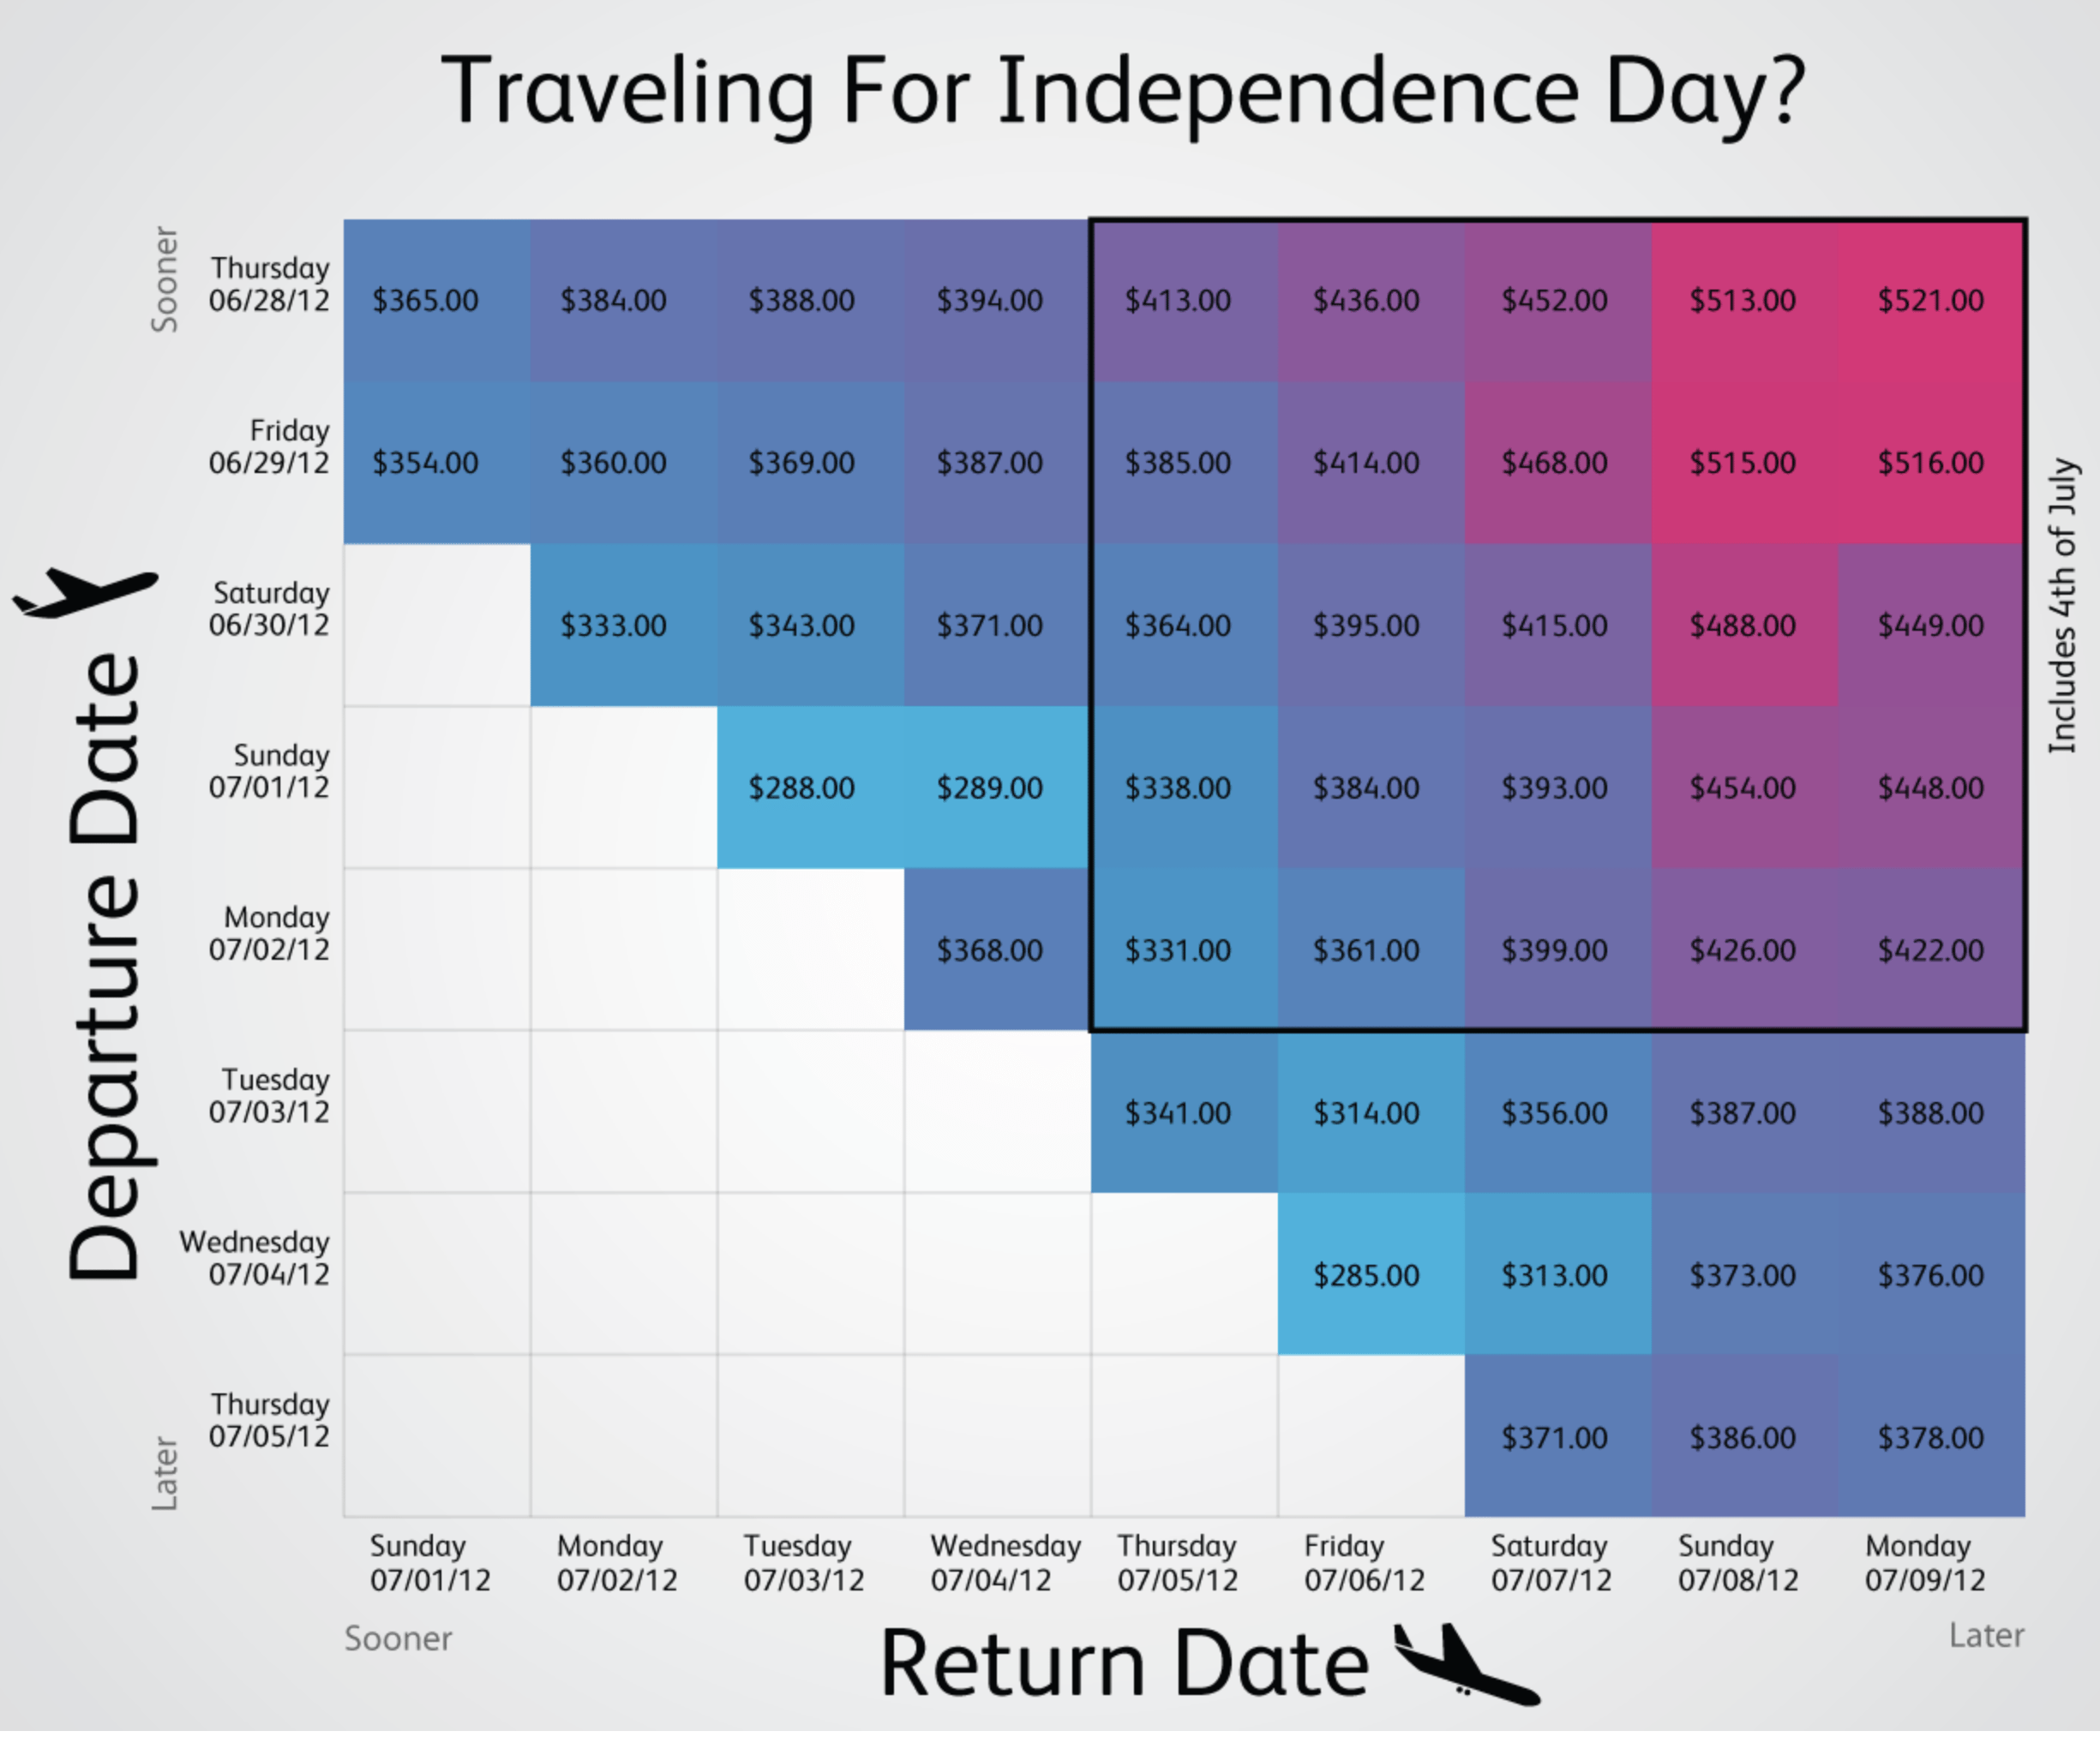 Traveling For Independence Day?
Sooner
Thursday
06/28/12
$365.00 $384.00 $388.00 $394.00 $413.00 $436.00 $452.00 $513.00 $521.00
Friday
06/29/12
$354.00 $360.00 $369.00 $387.00 $385.00 $414.00 $468.00 $515.00 $516.00
Saturday
06/30/12
$333.00 $343.00 $371.00 $364.00 $395.00 $415.00 $488.00 $449.00
Sunday
07/01/12
$288.00 $289.00 $338.00 $384.00 $393.00 $454.00 $448.00
Monday
07/02/12
$368.00 $331.00 $361.00 $399.00 $426.00 $422.00
Tuesday
07/03/12
$341.00 $314.00 $356.00 $387.00 $388.00
Wednesday
07/04/12
$285.00 $313.00 $373.00 $376.00
Thursday
07/05/12
$371.00 $386.00 $378.00
Later
Departure Date
Includes 4th of July
Sunday Monday Tuesday Wednesday Thursday Friday Saturday Sunday Monday
07/01/12 07/02/12 07/03/12 07/04/12 07/05/12 07/06/12 07/07/12 07/08/12 07/09/12
Sooner
Later
Return Date